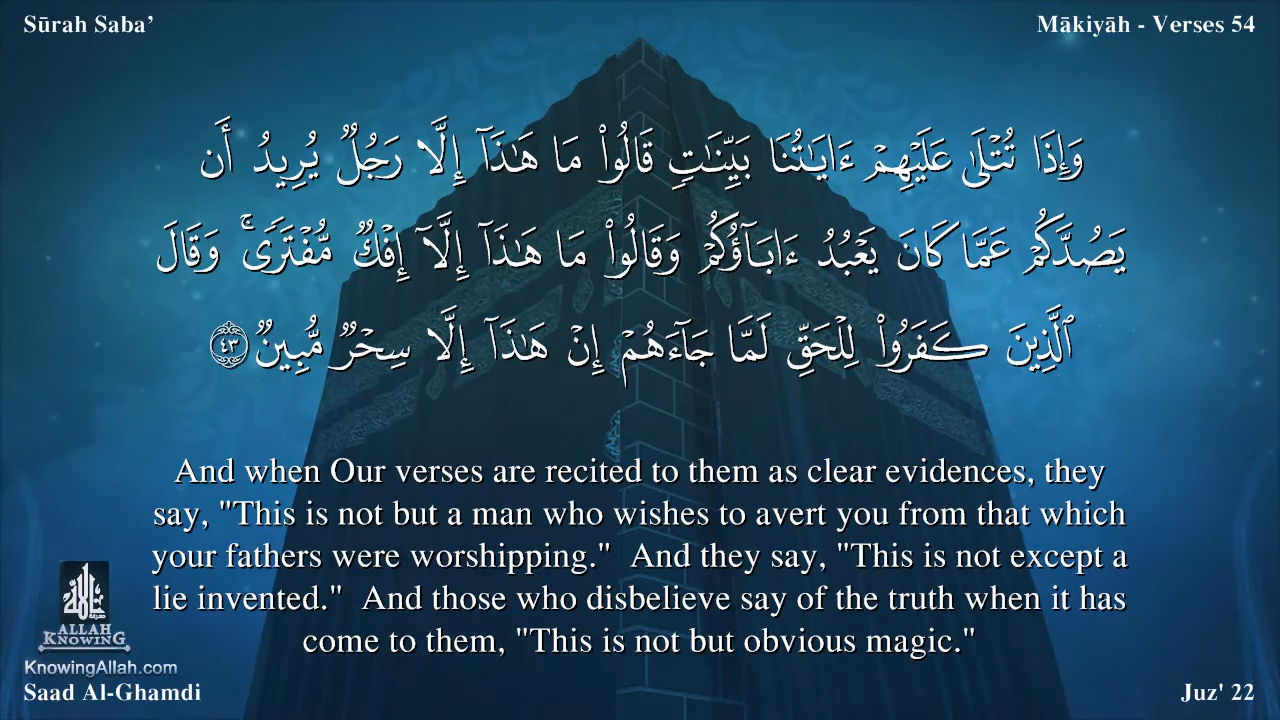 Sūrah Saba’
Mākiyāh - Verses 54
وَإِذَا تُتْلَىٰ عَلَيْهِمْ ءَايَـٰتُنَا بَيِّنَـٰتٍ قَالُوا۟ مَا هَـٰذَآ إِلَّا رَجُلٌ يُرِيدُ أَن
يَصُدَّكُمْ عَمَّا كَانَ يَعْبُدُ ءَابَآؤُكُمْ وَقَالُوا۟ مَا هَـٰذَآ إِلَّآ إِفْكٌ مُّفْتَرًى ۚ وَقَالَ
ٱلَّذِينَ كَفَرُوا۟ لِلْحَقِّ لَمَّا جَآءَهُمْ إِنْ هَـٰذَآ إِلَّا سِحْرٌ مُّبِينٌ ٤٣
And when Our verses are recited to them as clear evidences, they
say, "This is not but a man who wishes to avert you from that which
your fathers were worshipping."  And they say, "This is not except a
lie invented."  And those who disbelieve say of the truth when it has
come to them, "This is not but obvious magic."
ALLAH
KNOWING
KnowingAllah.com
Saad Al-Ghamdi
Juz' 22